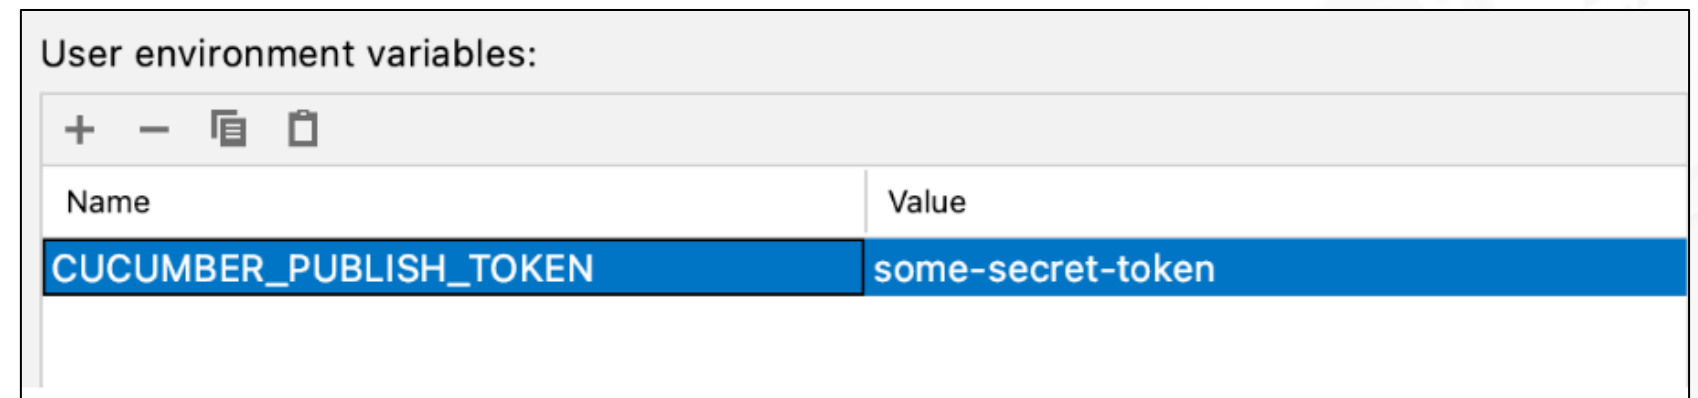 User environment variables:
Name Value
CUCUMBER_PUBLISH_TOKEN some-secret-token